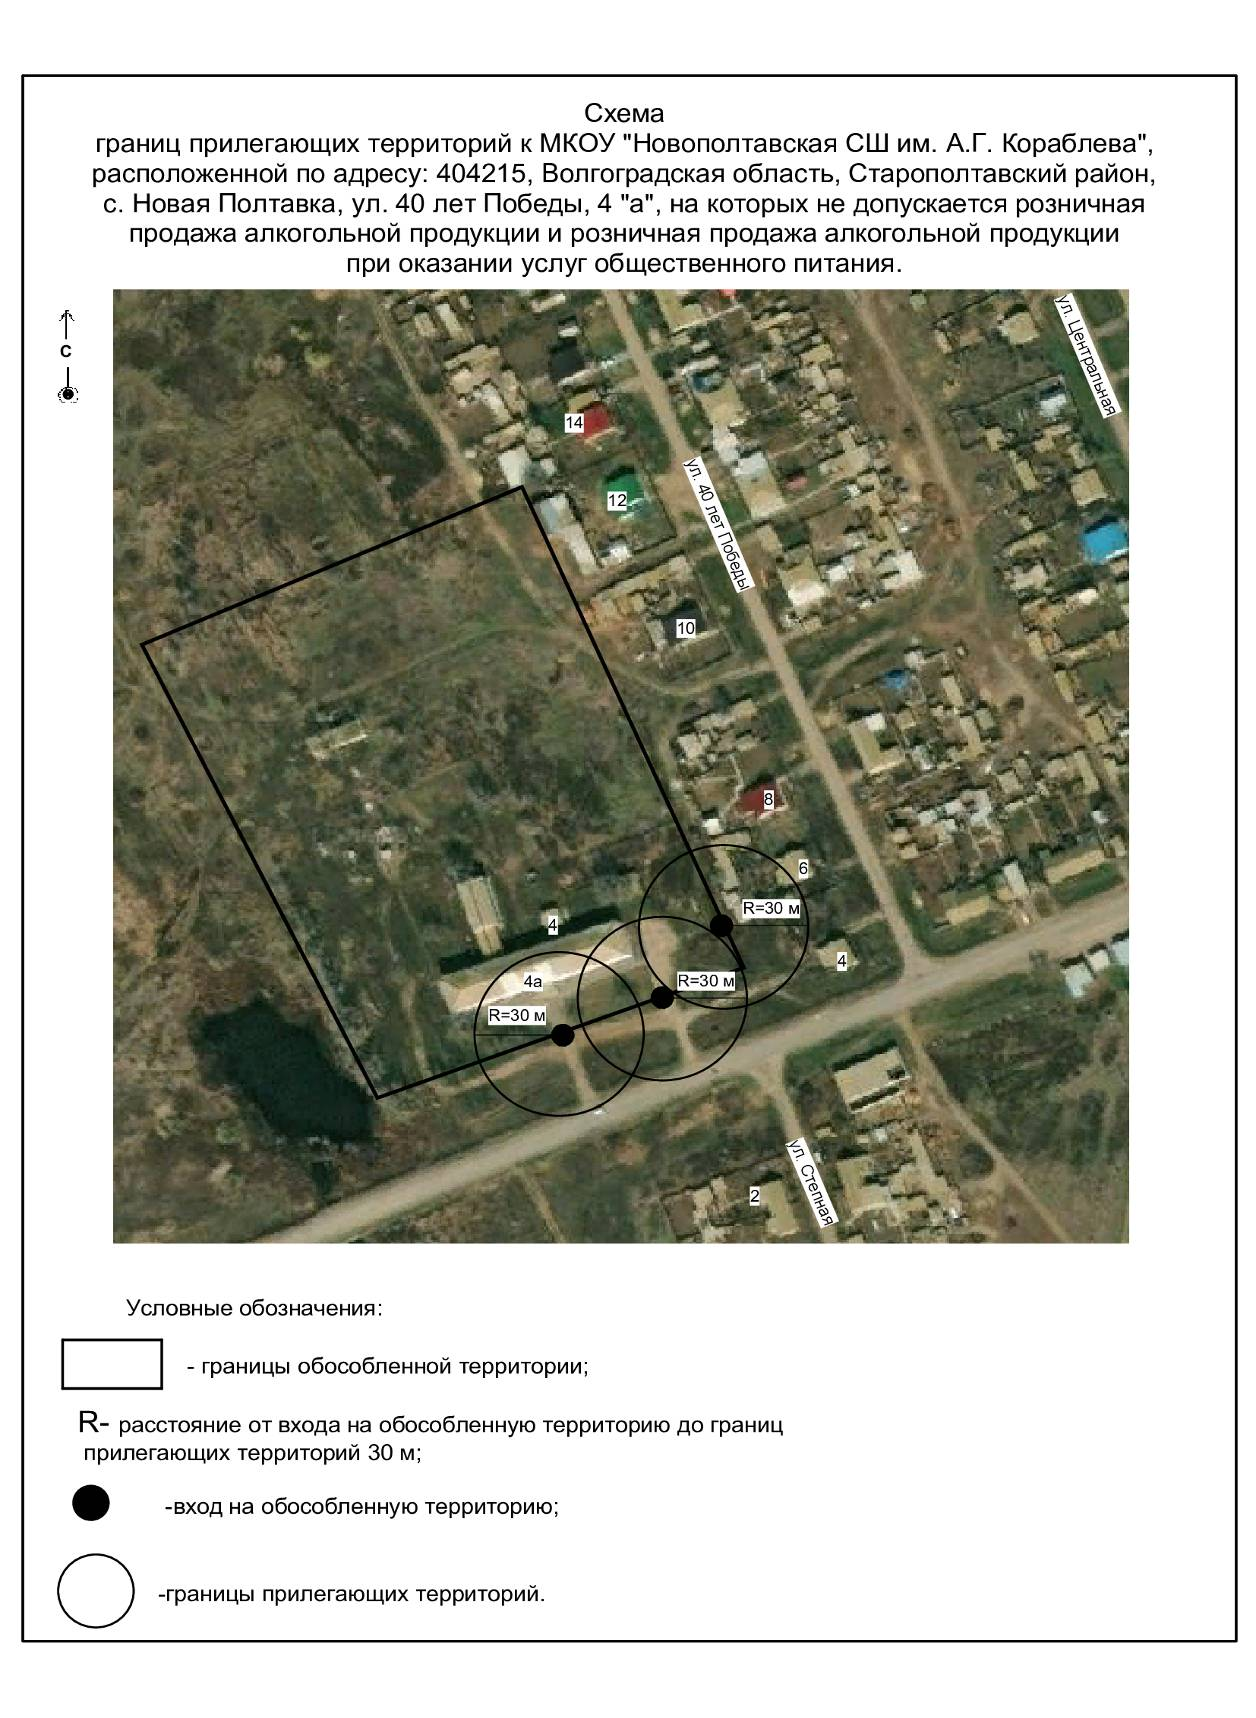 Схема
границ прилегающих территорий к МКОУ "Новополтавская СШ им. А.Г. Кораблева",
расположенной по адресу: 404215, Волгоградская область, Старополтавский район,
с. Новая Полтавка, ул. 40 лет Победы, 4 "а", на которых не допускается розничная
продажа алкогольной продукции и розничная продажа алкогольной продукции
при оказании услуг общественного питания.
С
ул. Центральная
14
ул. 40 лет Победы
12
10
8
6
R=30 м
4
4
R=30 м
4а
R=30 м
ул. Степная
2
Условные обозначения:
- границы обособленной территории;
R- расстояние от входа на обособленную территорию до границ
прилегающих территорий 30 м;
-вход на обособленную территорию;
-границы прилегающих территорий.